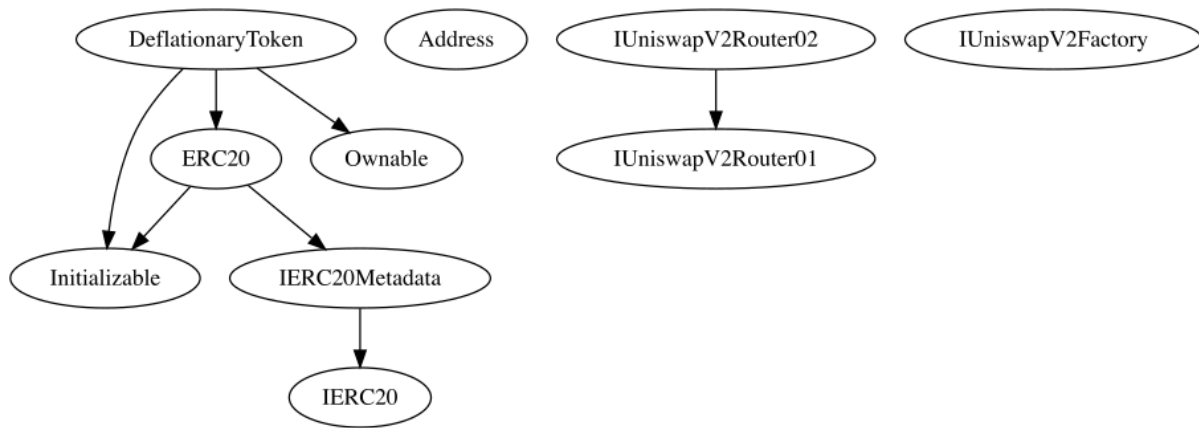 DeflationaryToken
Address
IUniswapV2Router02
IUniswapV2Factory
ERC20
Ownable
IUniswapV2Router01
Initializable
IERC20Metadata
IERC20